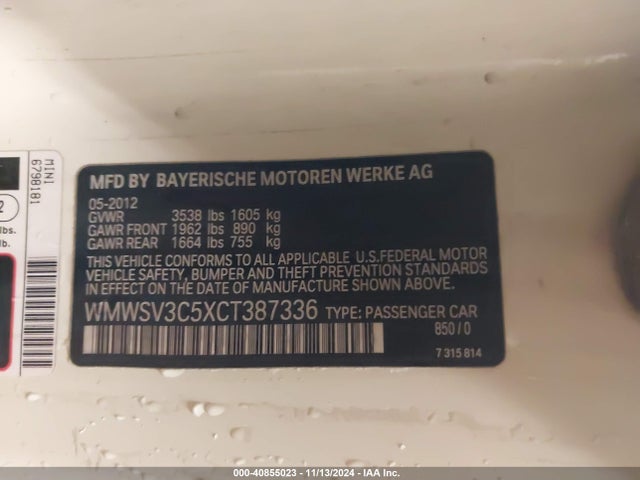 MINI
6798181
2
lbs.
lb.
MFD BY BAYERISCHE MOTOREN WERKE AG
05-2012
GVWR 3538 lbs 1605 kg
GAWR FRONT 1962 lbs 890 kg
GAWR REAR 1664 lbs 755 kg
THIS VEHICLE CONFORMS TO ALL APPLICABLE U.S.FEDERAL MOTOR
VEHICLE SAFETY, BUMPER AND THEFT PREVENTION STANDARDS
IN EFFECT ON THE DATE OF MANUFACTURE SHOWN ABOVE.
WMWSV3C5XCT387336 TYPE: PASSENGER CAR
850/0
7 315 814
000-40855023 - 11/13/2024 - IAA Inc.